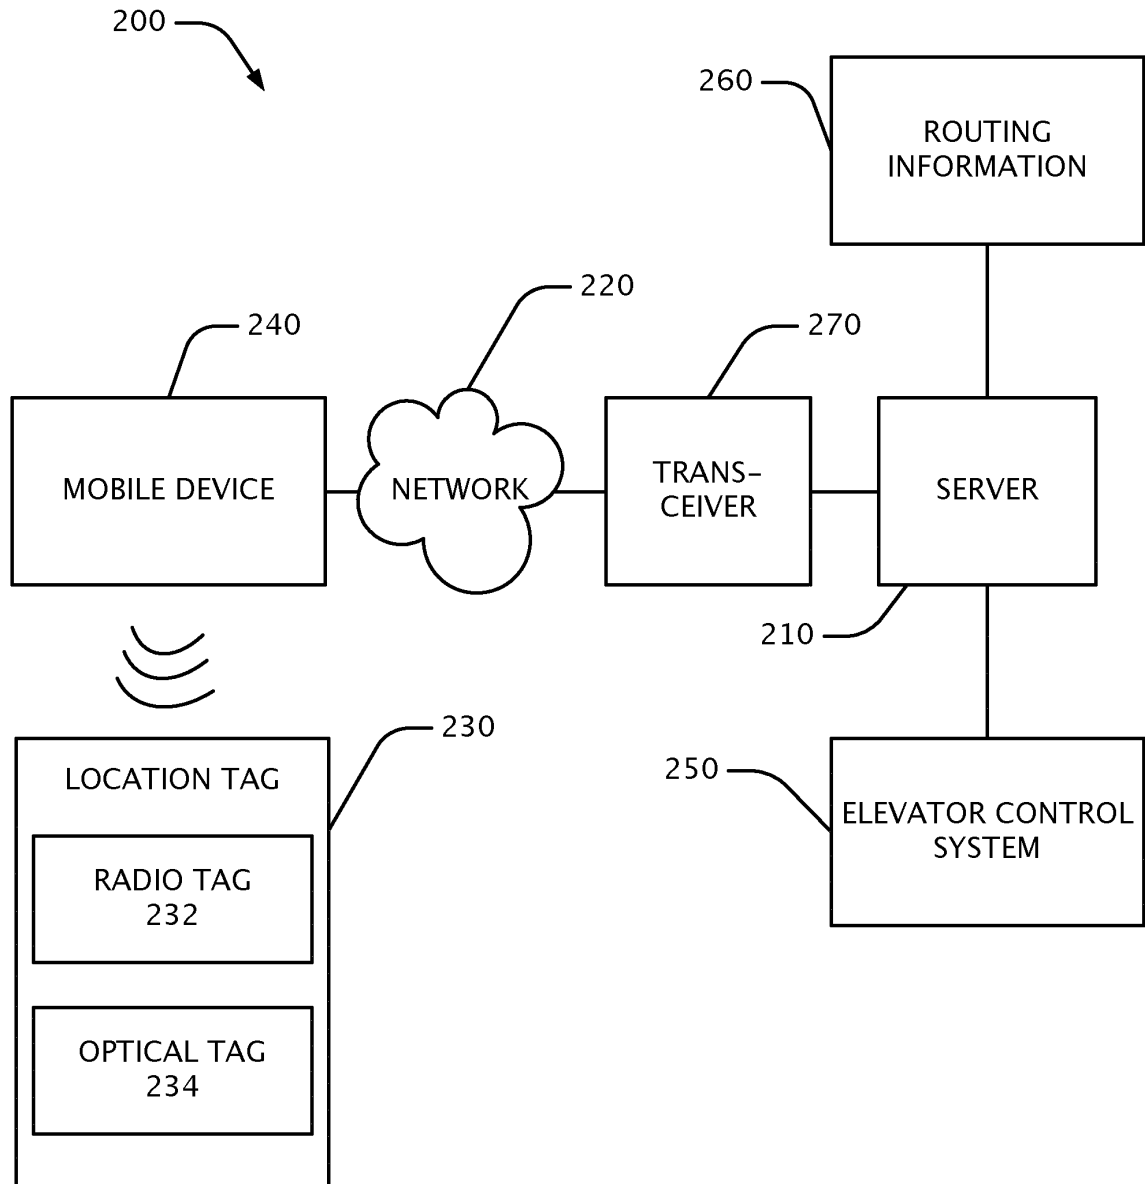 200
260
ROUTING
INFORMATION
220
240
270
MOBILE DEVICE
NETWORK
TRANS-
CEIVER
SERVER
210
230
LOCATION TAG
250
ELEVATOR CONTROL
SYSTEM
RADIO TAG
232
OPTICAL TAG
234